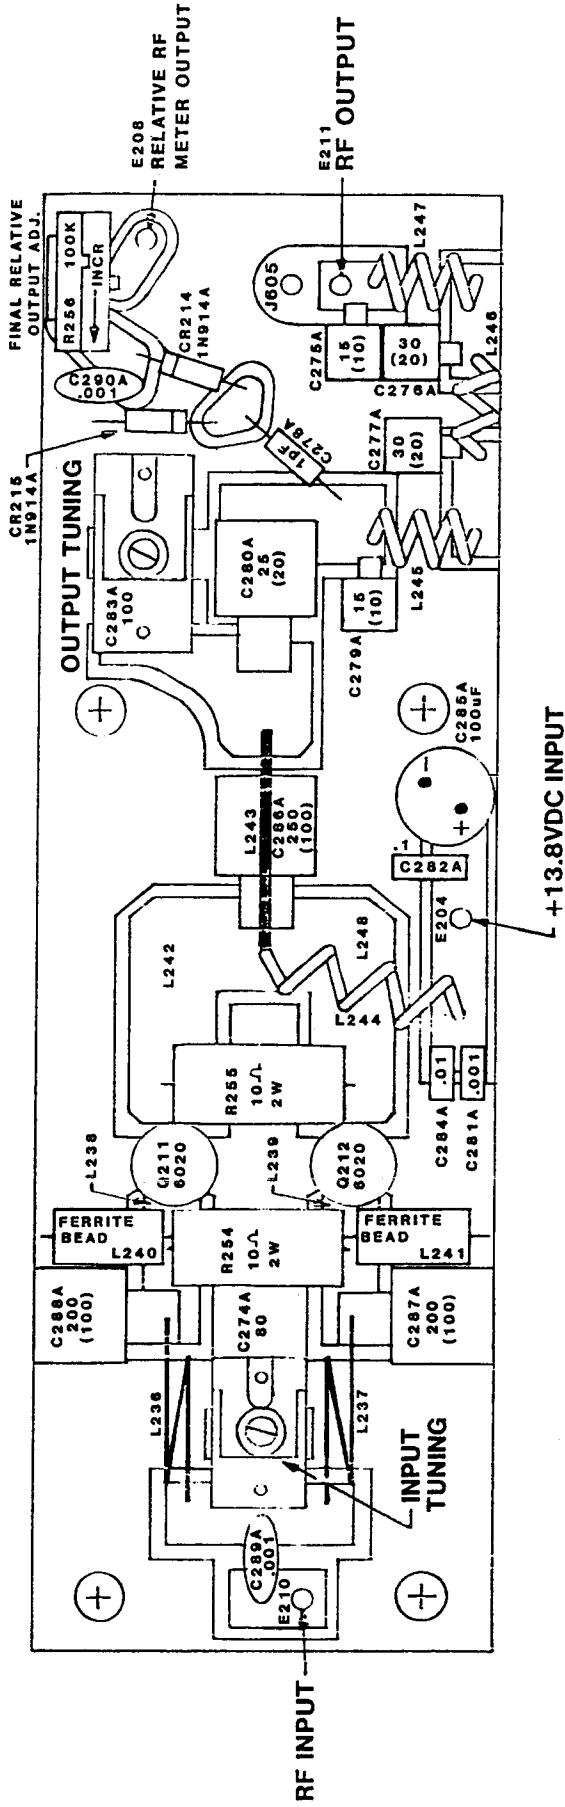 RF INPUT
E210
C289A
.001
INPUT
TUNING
L236
L237
C274A
80
C288A
200
(100)
C287A
200
(100)
FERRITE
BEAD
L240
FERRITE
BEAD
L241
R254
10Ω
2W
L238
L239
Q211
6020
Q212
6020
R255
10Ω
2W
L242
L244
L248
C284A
.01
C281A
.001
E204
+13.8VDC INPUT
C282A
.1
C285A
100uF
+
-
L243
C286A
250
(100)
OUTPUT TUNING
C283A
100
C280A
25
(20)
C279A
15
(10)
L245
C277A
30
(20)
1PF
C278A
CR215
1N914A
CR214
1N914A
C290A
.001
FINAL RELATIVE
OUTPUT ADJ.
R256 100K
INCR
C275A
15
(10)
30
(20)
C276A
L246
L247
J605
E208
RELATIVE RF
METER OUTPUT
E211
RF OUTPUT